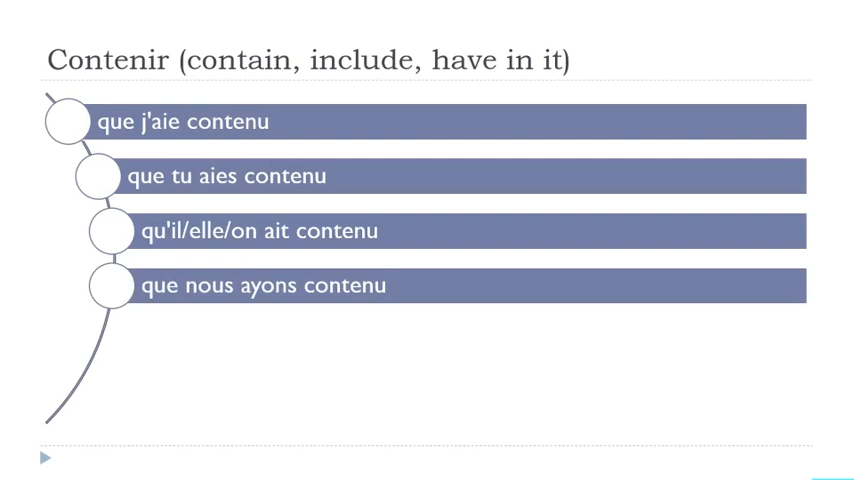 Contenir (contain, include, have in it)
que j'aie contenu
que tu aies contenu
qu'il/elle/on ait contenu
que nous ayons contenu